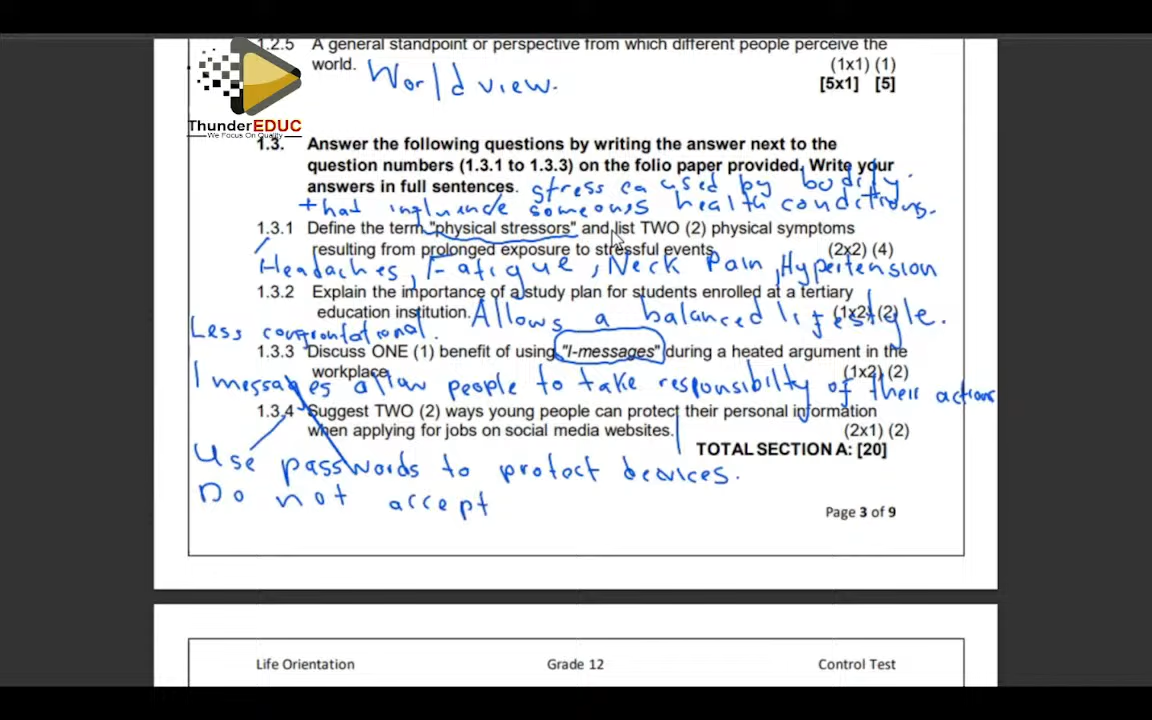 1.2.5 A general standpoint or perspective from which different people perceive the
world. World view. (1x1) (1)
[5x1] [5]
ThunderEDUC
We Focus On Quality
1.3. Answer the following questions by writing the answer next to the
question numbers (1.3.1 to 1.3.3) on the folio paper provided. Write your
answers in full sentences. stress caused by bodily.
that influence someones health conditions.
1.3.1 Define the term "physical stressors" and list TWO (2) physical symptoms
resulting from prolonged exposure to stressful events. (2x2) (4)
Headaches, Fatigue, Neck Pain, Hypertension
1.3.2 Explain the importance of a study plan for students enrolled at a tertiary
education institution. Allows a balanced lifestyle. (1x2) (2)
Less confrontational.
1.3.3 Discuss ONE (1) benefit of using "I-messages" during a heated argument in the
workplace. (1x2) (2)
I messages allow people to take responsibilty of their actions
1.3.4 Suggest TWO (2) ways young people can protect their personal information
when applying for jobs on social media websites. (2x1) (2)
TOTAL SECTION A: [20]
Use passwords to protect devices.
Do not accept
Page 3 of 9
Life Orientation Grade 12 Control Test